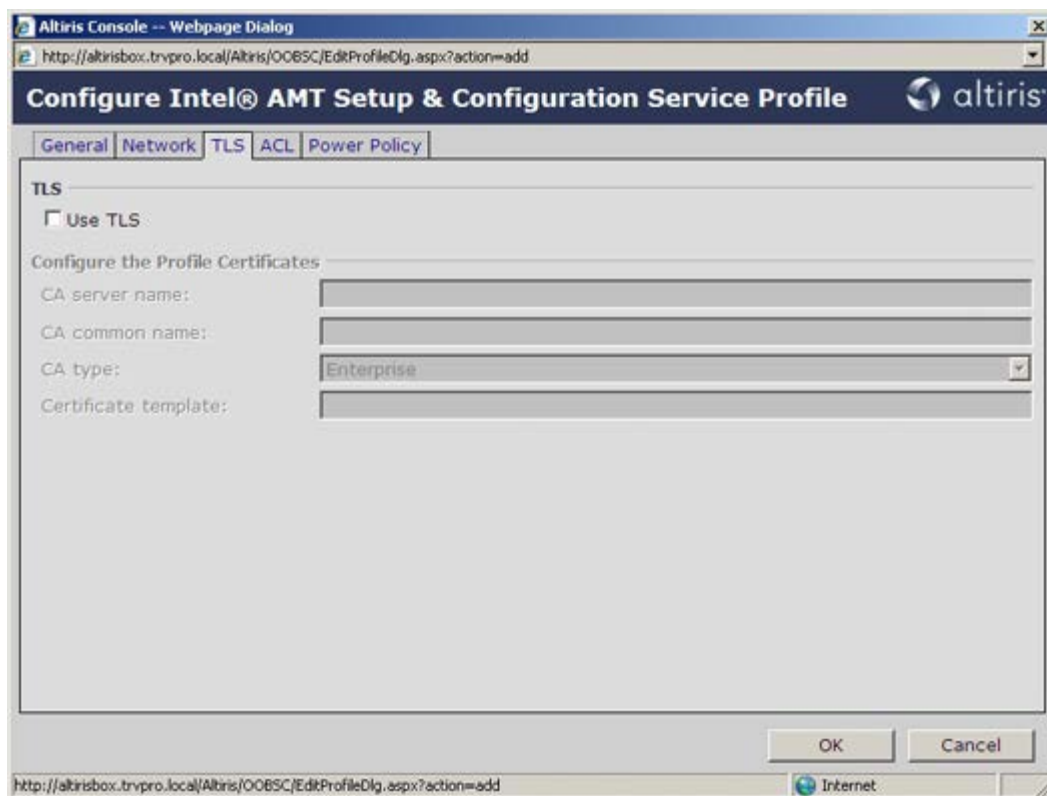 Altiris Console -- Webpage Dialog
http://altirisbox.trvpro.local/Altiris/OOBSC/EditProfileDlg.aspx?action=add
Configure Intel® AMT Setup & Configuration Service Profile altiris
General Network TLS ACL Power Policy
TLS
Use TLS
Configure the Profile Certificates
CA server name:
CA common name:
CA type: Enterprise
Certificate template:
OK Cancel
http://altirisbox.trvpro.local/Altiris/OOBSC/EditProfileDlg.aspx?action=add Internet